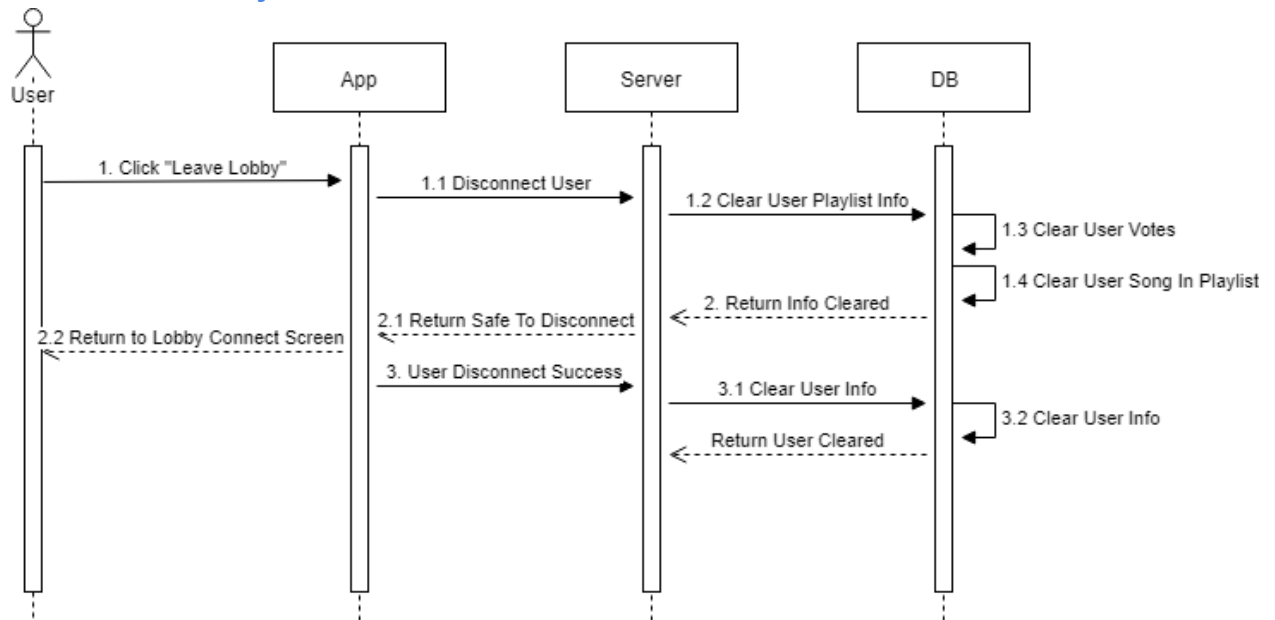 User
App
Server
DB
1. Click "Leave Lobby"
1.1 Disconnect User
1.2 Clear User Playlist Info
1.3 Clear User Votes
1.4 Clear User Song In Playlist
2. Return Info Cleared
2.1 Return Safe To Disconnect
2.2 Return to Lobby Connect Screen
3. User Disconnect Success
3.1 Clear User Info
3.2 Clear User Info
Return User Cleared